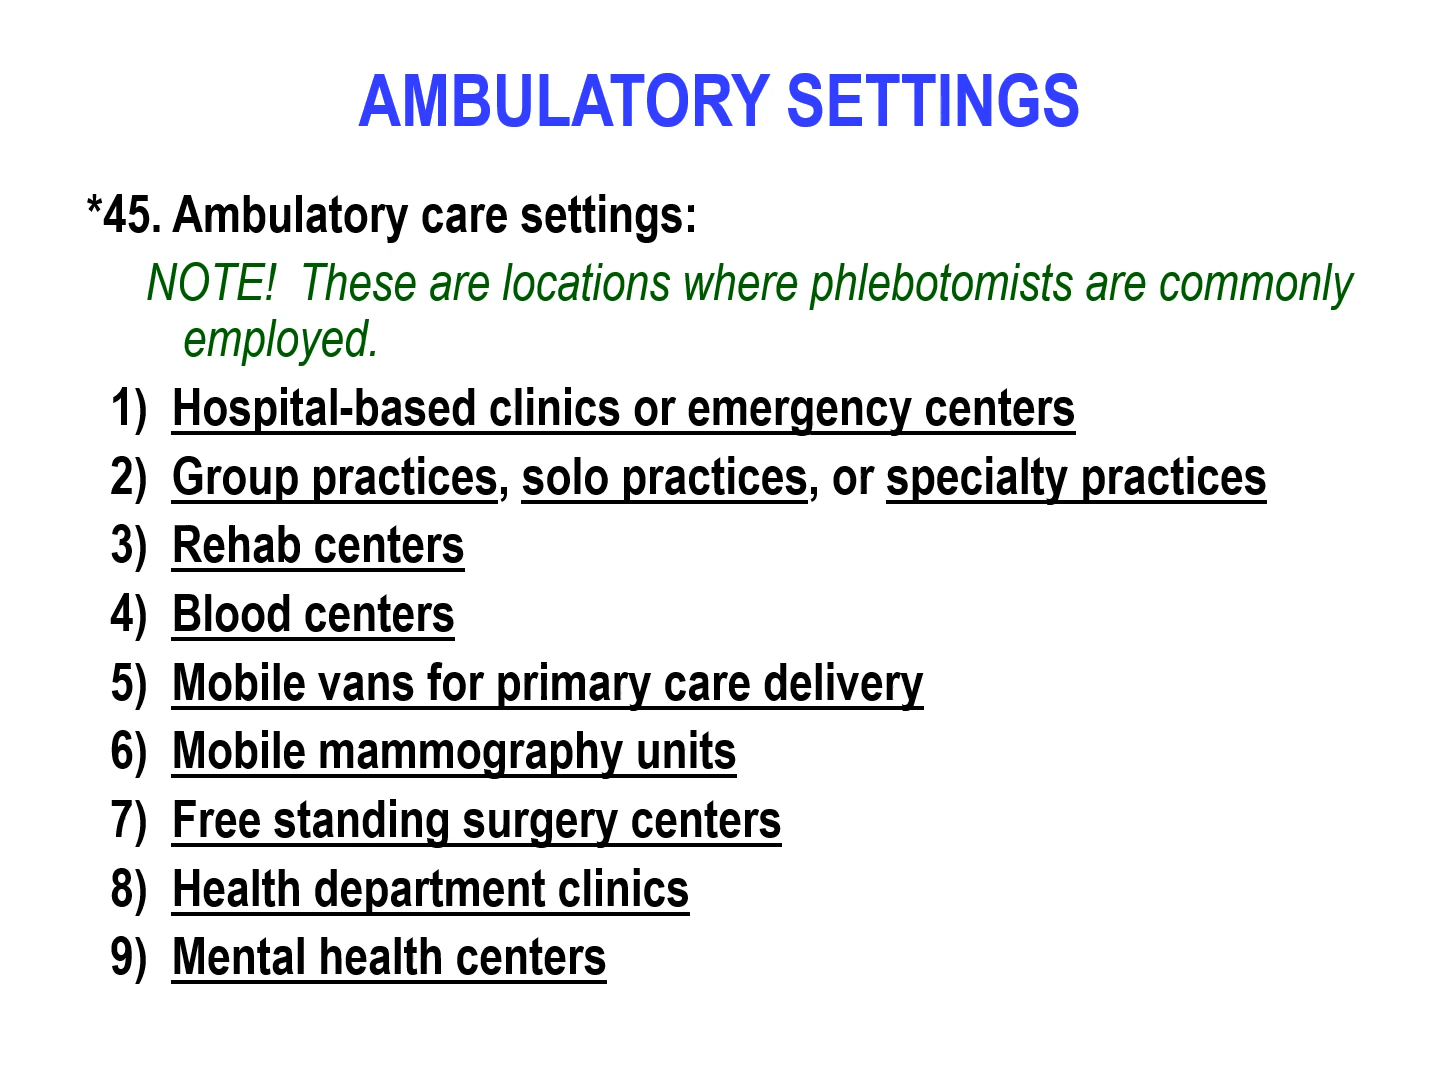 AMBULATORY SETTINGS
*45. Ambulatory care settings:
NOTE!  These are locations where phlebotomists are commonly
employed.
1)  Hospital-based clinics or emergency centers
2)  Group practices, solo practices, or specialty practices
3)  Rehab centers
4)  Blood centers
5)  Mobile vans for primary care delivery
6)  Mobile mammography units
7)  Free standing surgery centers
8)  Health department clinics
9)  Mental health centers